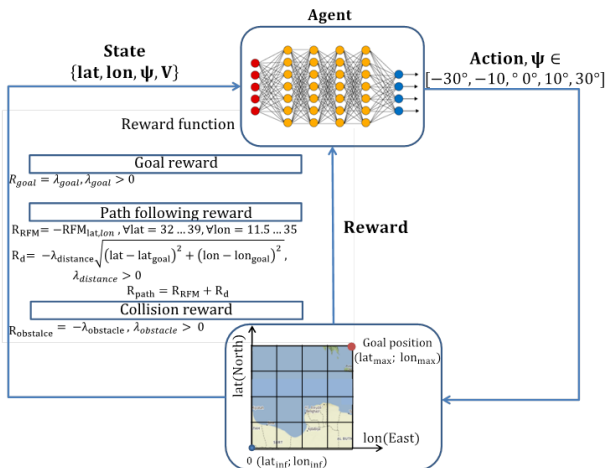 Agent
State
{lat, lon, ψ, V}
Action, ψ ∈
[−30°, −10, ° 0°, 10°, 30°]
Reward function
Goal reward
R_goal = λ_goal, λ_goal > 0
Path following reward
R_RFM = −RFM_lat,lon , ∀lat = 32 … 39, ∀lon = 11.5 … 35
R_d= −λ_distance√((lat − lat_goal)² + (lon − lon_goal)²),
λ_distance > 0
R_path = R_RFM + R_d
Reward
Collision reward
R_obstalce = −λ_obstacle , λ_obstacle > 0
Goal position
(lat_max; lon_max)
lat(North)
lon(East)
0 (lat_inf; lon_inf)